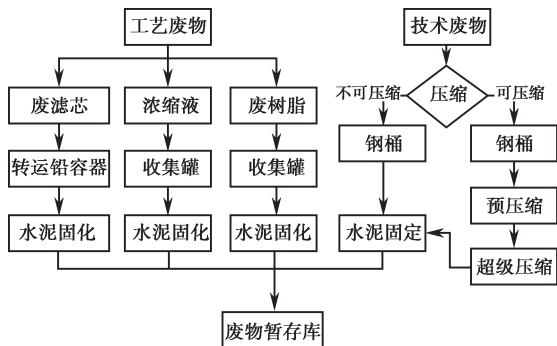 工艺废物
技术废物
不可压缩
压缩
可压缩
废滤芯
浓缩液
废树脂
钢桶
钢桶
转运铅容器
收集罐
收集罐
预压缩
水泥固化
水泥固化
水泥固化
水泥固定
超级压缩
废物暂存库